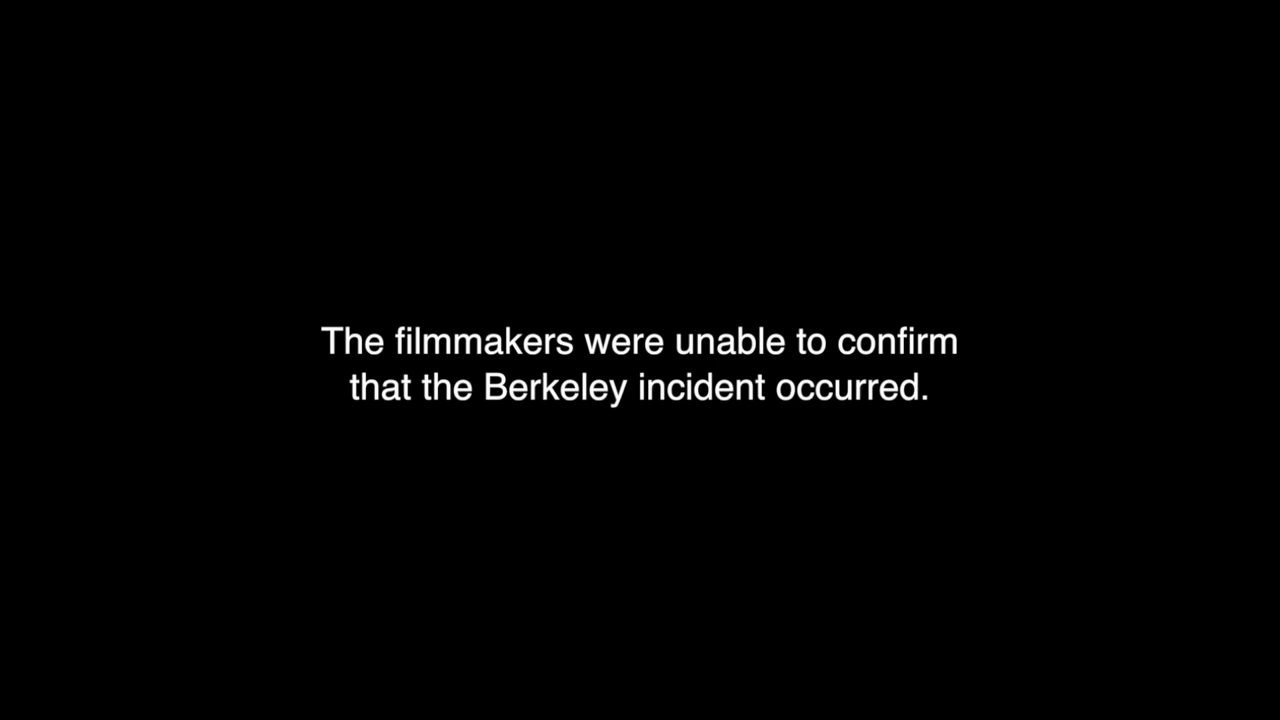 The filmmakers were unable to confirm
that the Berkeley incident occurred.